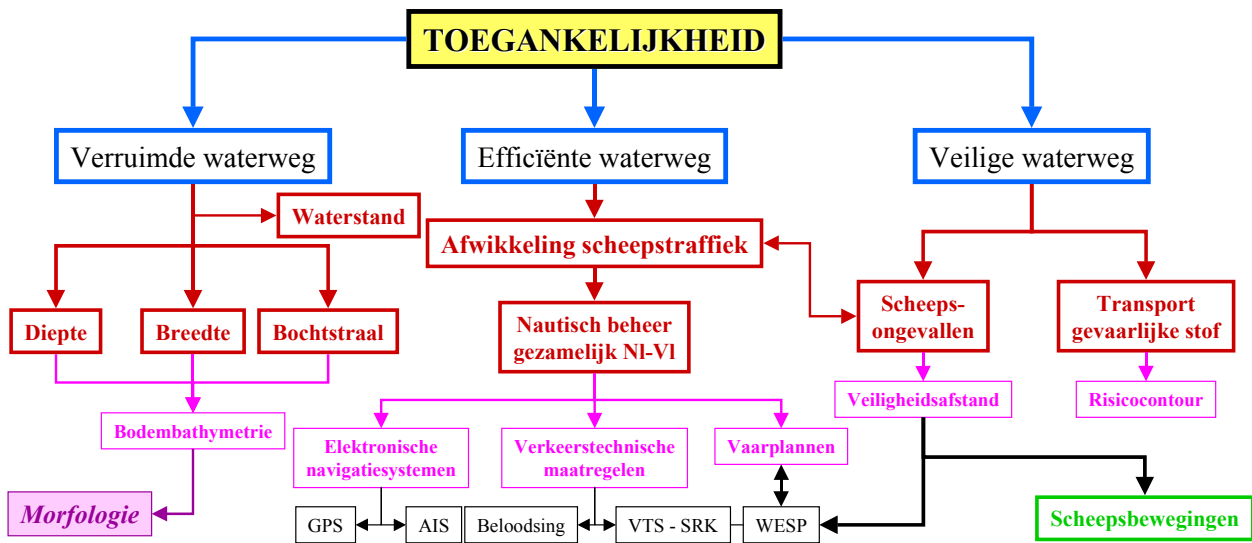 TOEGANKELIJKHEID
Verruimde waterweg
Efficïënte waterweg
Veilige waterweg
Waterstand
Afwikkeling scheepstraffiek
Diepte
Breedte
Bochtstraal
Nautisch beheer
gezamelijk Nl-Vl
Scheeps-
ongevallen
Transport
gevaarlijke stof
Bodembathymetrie
Veiligheidsafstand
Risicocontour
Elektronische
navigatiesystemen
Verkeerstechnische
maatregelen
Vaarplannen
Morfologie
GPS
AIS
Beloodsing
VTS - SRK
WESP
Scheepsbewegingen